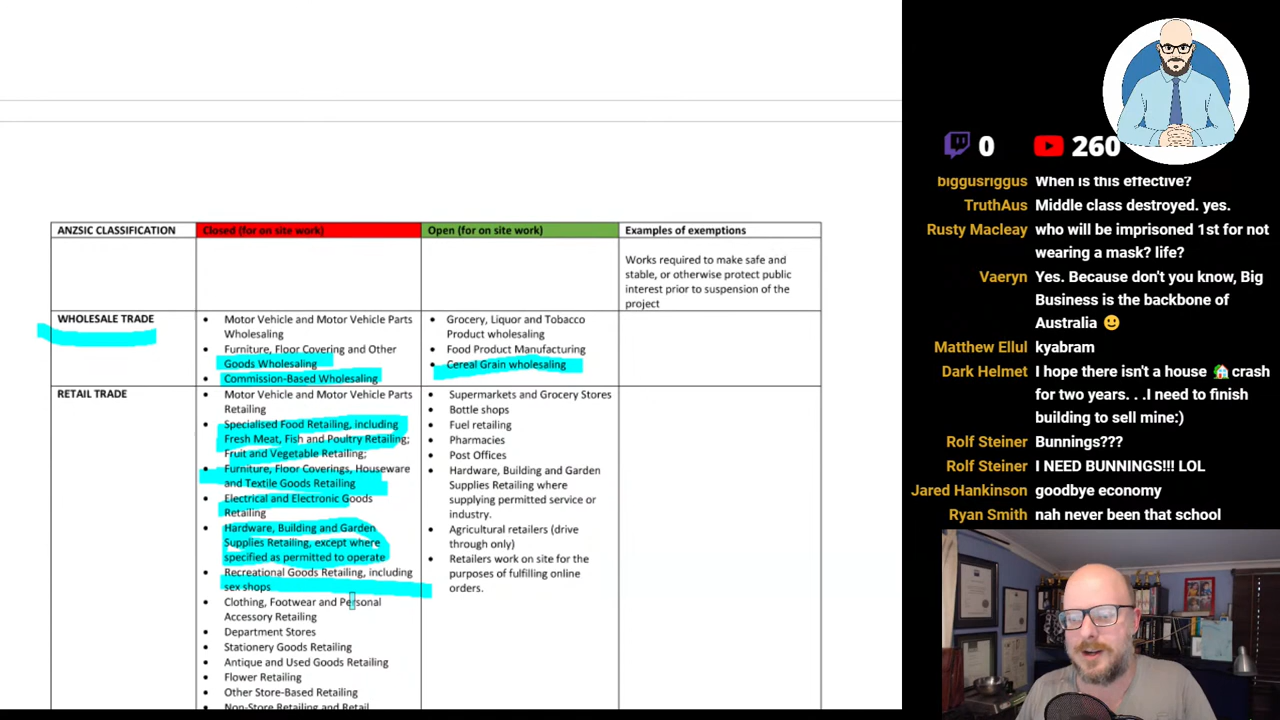 ANZSIC CLASSIFICATION
Closed (for on site work)
Open (for on site work)
Examples of exemptions
Works required to make safe and
stable, or otherwise protect public
interest prior to suspension of the
project
WHOLESALE TRADE
• Motor Vehicle and Motor Vehicle Parts
Wholesaling
• Furniture, Floor Covering and Other
Goods Wholesaling
• Commission-Based Wholesaling
• Grocery, Liquor and Tobacco
Product wholesaling
• Food Product Manufacturing
• Cereal Grain wholesaling
RETAIL TRADE
• Motor Vehicle and Motor Vehicle Parts
Retailing
• Specialised Food Retailing, including
Fresh Meat, Fish and Poultry Retailing;
Fruit and Vegetable Retailing;
• Furniture, Floor Coverings, Houseware
and Textile Goods Retailing
• Electrical and Electronic Goods
Retailing
• Hardware, Building and Garden
Supplies Retailing, except where
specified as permitted to operate
• Recreational Goods Retailing, including
sex shops
• Clothing, Footwear and Personal
Accessory Retailing
• Department Stores
• Stationery Goods Retailing
• Antique and Used Goods Retailing
• Flower Retailing
• Other Store-Based Retailing
• Non-Store Retailing and Retail
• Supermarkets and Grocery Stores
• Bottle shops
• Fuel retailing
• Pharmacies
• Post Offices
• Hardware, Building and Garden
Supplies Retailing where
supplying permitted service or
industry.
• Agricultural retailers (drive
through only)
• Retailers work on site for the
purposes of fulfilling online
orders.
0 260
biggusriggus When is this effective?
TruthAus Middle class destroyed. yes.
Rusty Macleay who will be imprisoned 1st for not
wearing a mask? life?
Vaeryn Yes. Because don't you know, Big
Business is the backbone of
Australia 🙂
Matthew Ellul kyabram
Dark Helmet I hope there isn't a house 🏠 crash
for two years. . .I need to finish
building to sell mine:)
Rolf Steiner Bunnings???
Rolf Steiner I NEED BUNNINGS!!! LOL
Jared Hankinson goodbye economy
Ryan Smith nah never been that school